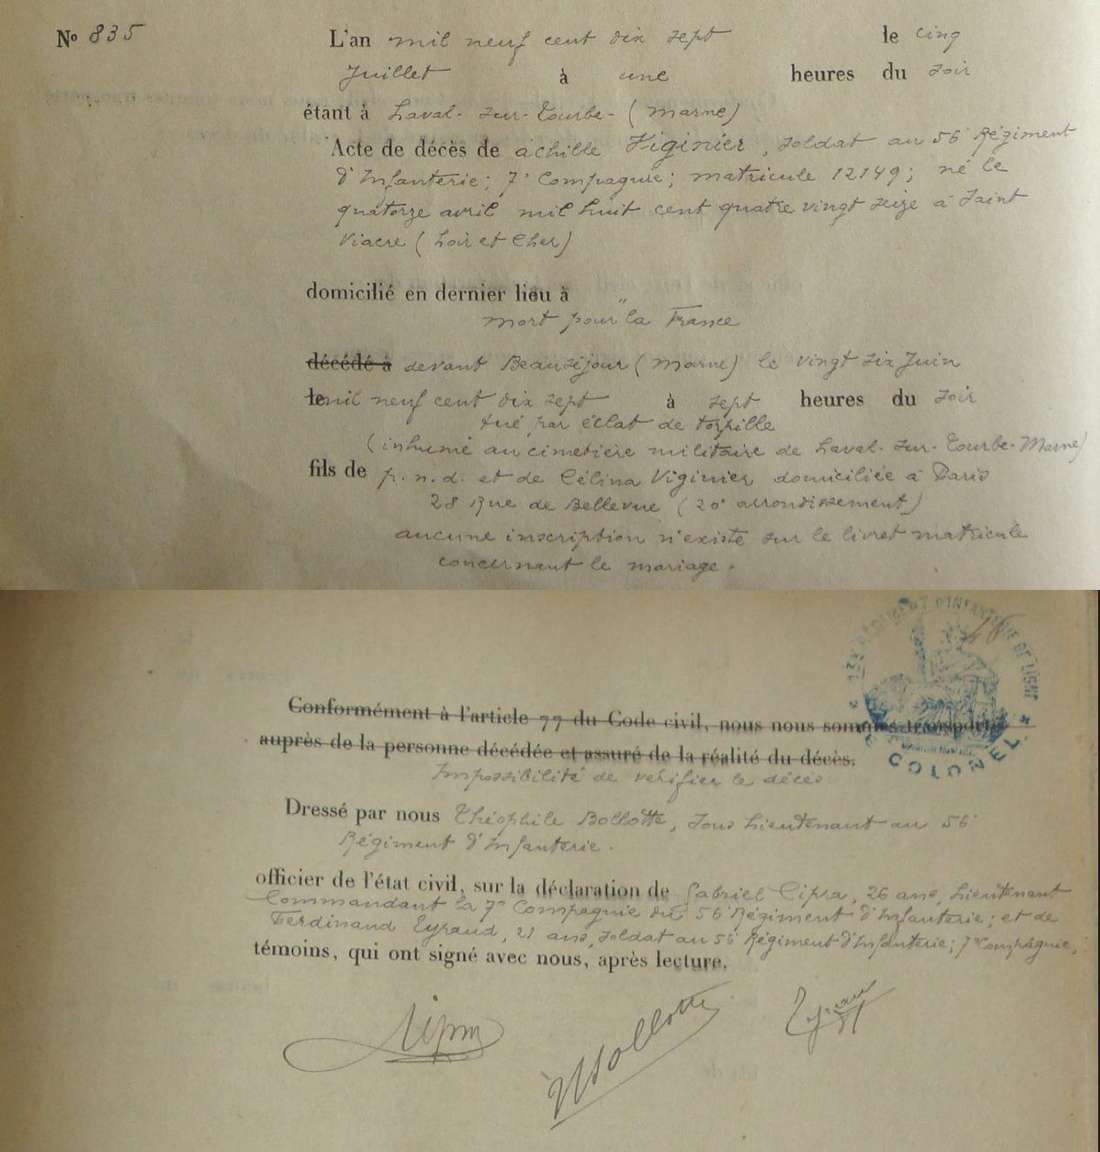 N° 835
L'an mil neuf cent dix sept le cinq
Juillet à une heures du soir
étant à Laval-sur-Tourbe-(Marne)
Acte de décès de Achille Viginier, soldat au 56e Régiment
d'Infanterie; 7e Compagnie; matricule 12149; né le
quatorze avril mil huit cent quatre vingt seize à Saint
Viacre (Loir et Cher)
domicilié en dernier lieu à "
mort pour la France
décédé à devant Beauséjour (Marne) le vingt six Juin
le mil neuf cent dix sept à sept heures du soir
tué par éclat de torpille
(inhumé au cimetière militaire de Laval-sur-Tourbe-Marne)
fils de p.n.d. et de Célina Viginier domiciliée à Paris
28 Rue de Bellevue (20e arrondissement)
aucune inscription n'existe sur le livret matricule
concernant le mariage.
REGIMENT D'INFANTERIE DE LIGNE
* COLONEL *
Conformément à l'article 77 du Code civil, nous nous sommes transporté
auprès de la personne décédée et assuré de la réalité du décès.
Impossibilité de vérifier le décès
Dressé par nous Théophile Bollotte, Sous Lieutenant au 56e
Régiment d'Infanterie.
officier de l'état civil, sur la déclaration de Gabriel Cipra, 26 ans, Lieutenant
Commandant la 7e Compagnie du 56e Régiment d'Infanterie; et de
Ferdinand Eyraud, 21 ans, soldat au 56e Régiment d'Infanterie; 7e Compagnie,
témoins, qui ont signé avec nous, après lecture.
Bollotte